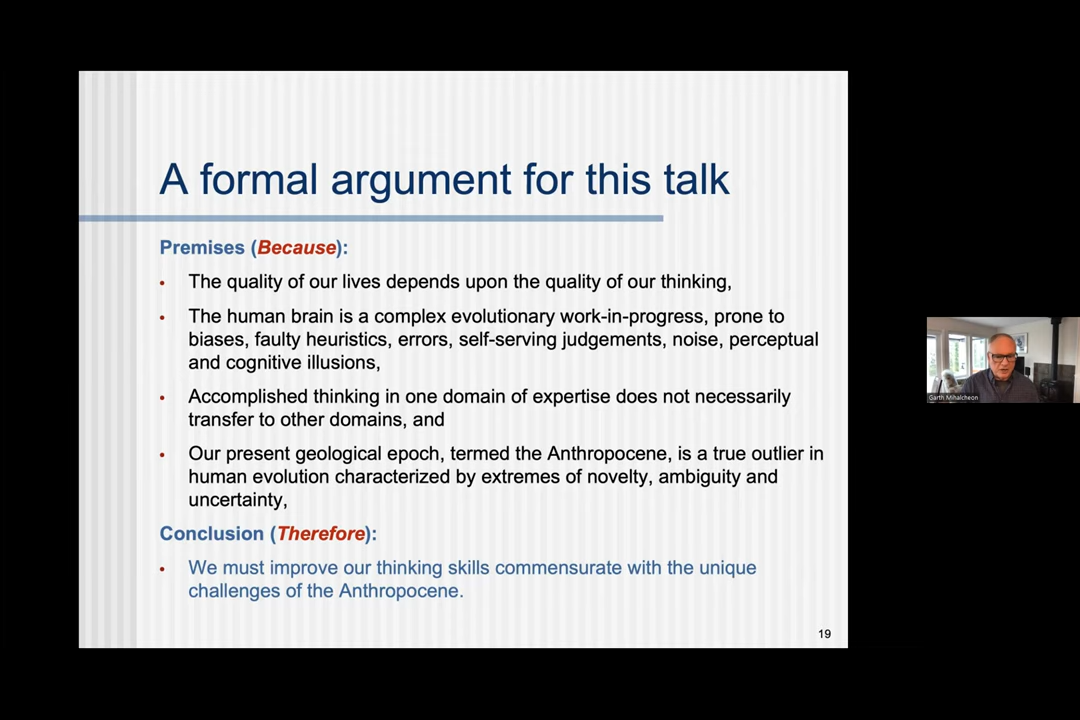 A formal argument for this talk
Premises (Because):
• The quality of our lives depends upon the quality of our thinking,
• The human brain is a complex evolutionary work-in-progress, prone to
biases, faulty heuristics, errors, self-serving judgements, noise, perceptual
and cognitive illusions,
• Accomplished thinking in one domain of expertise does not necessarily
transfer to other domains, and
• Our present geological epoch, termed the Anthropocene, is a true outlier in
human evolution characterized by extremes of novelty, ambiguity and
uncertainty,
Conclusion (Therefore):
• We must improve our thinking skills commensurate with the unique
challenges of the Anthropocene.
19
Garth Mihalcheon